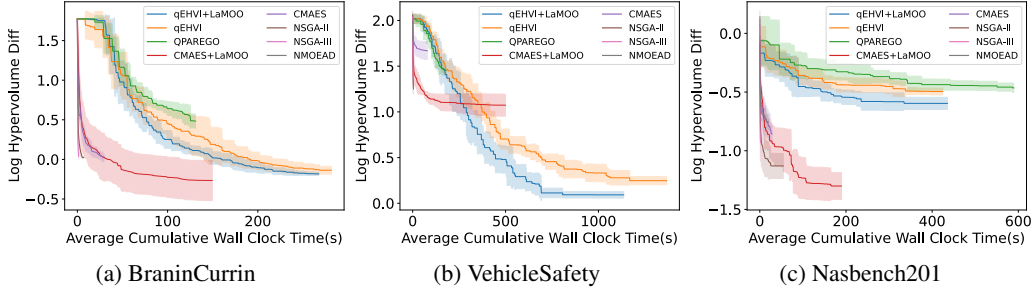 Log Hypervolume Diff
1.5
1.0
0.5
0.0
−0.5
0
100
200
Average Cumulative Wall Clock Time(s)
qEHVI+LaMOO
qEHVI
QPAREGO
CMAES+LaMOO
CMAES
NSGA-II
NSGA-III
NMOEAD
(a) BraninCurrin
Log Hypervolume Diff
2.0
1.5
1.0
0.5
0.0
0
500
1000
Average Cumulative Wall Clock Time(s)
qEHVI+LaMOO
qEHVI
QPAREGO
CMAES+LaMOO
CMAES
NSGA-II
NSGA-III
NMOEAD
(b) VehicleSafety
Log Hypervolume Diff
0.0
−0.5
−1.0
−1.5
0
200
400
600
Average Cumulative Wall Clock Time(s)
qEHVI+LaMOO
qEHVI
QPAREGO
CMAES+LaMOO
CMAES
NSGA-II
NSGA-III
NMOEAD
(c) Nasbench201